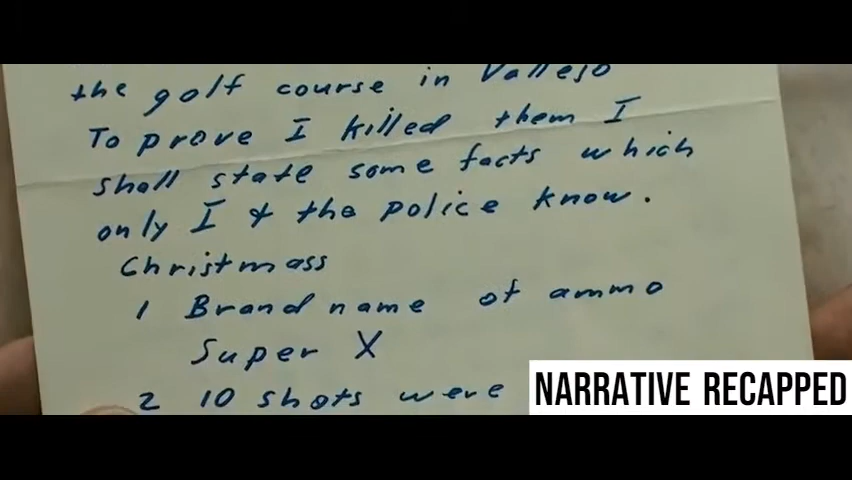 the golf course in Vallejo
To prove I killed them I
shall state some facts which
only I & the police know.
Christmass
1 Brand name of ammo
Super X
2 10 shots were
NARRATIVE RECAPPED